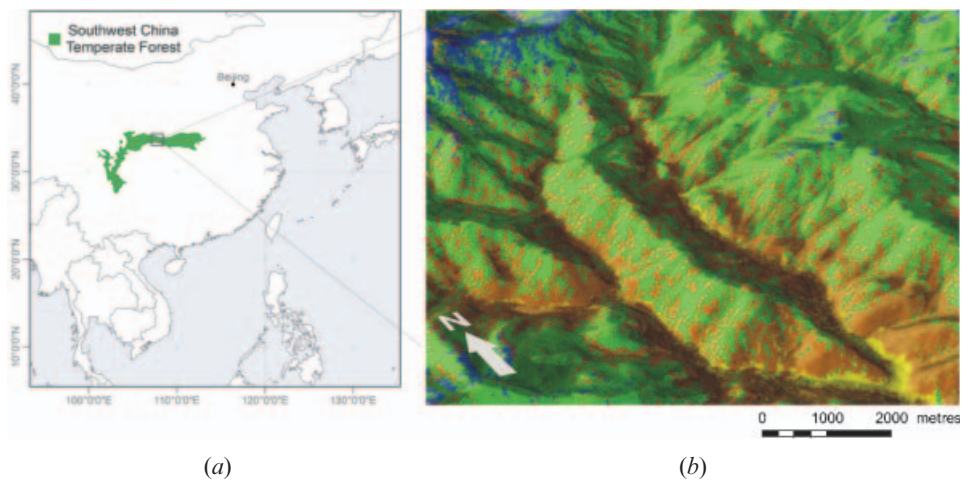 Southwest China
Temperate Forest
Beijing
40°0'0"N
30°0'0"N
20°0'0"N
10°0'0"N
100°0'0"E
110°0'0"E
120°0'0"E
130°0'0"E
N
0 1000 2000 metres
(a)
(b)